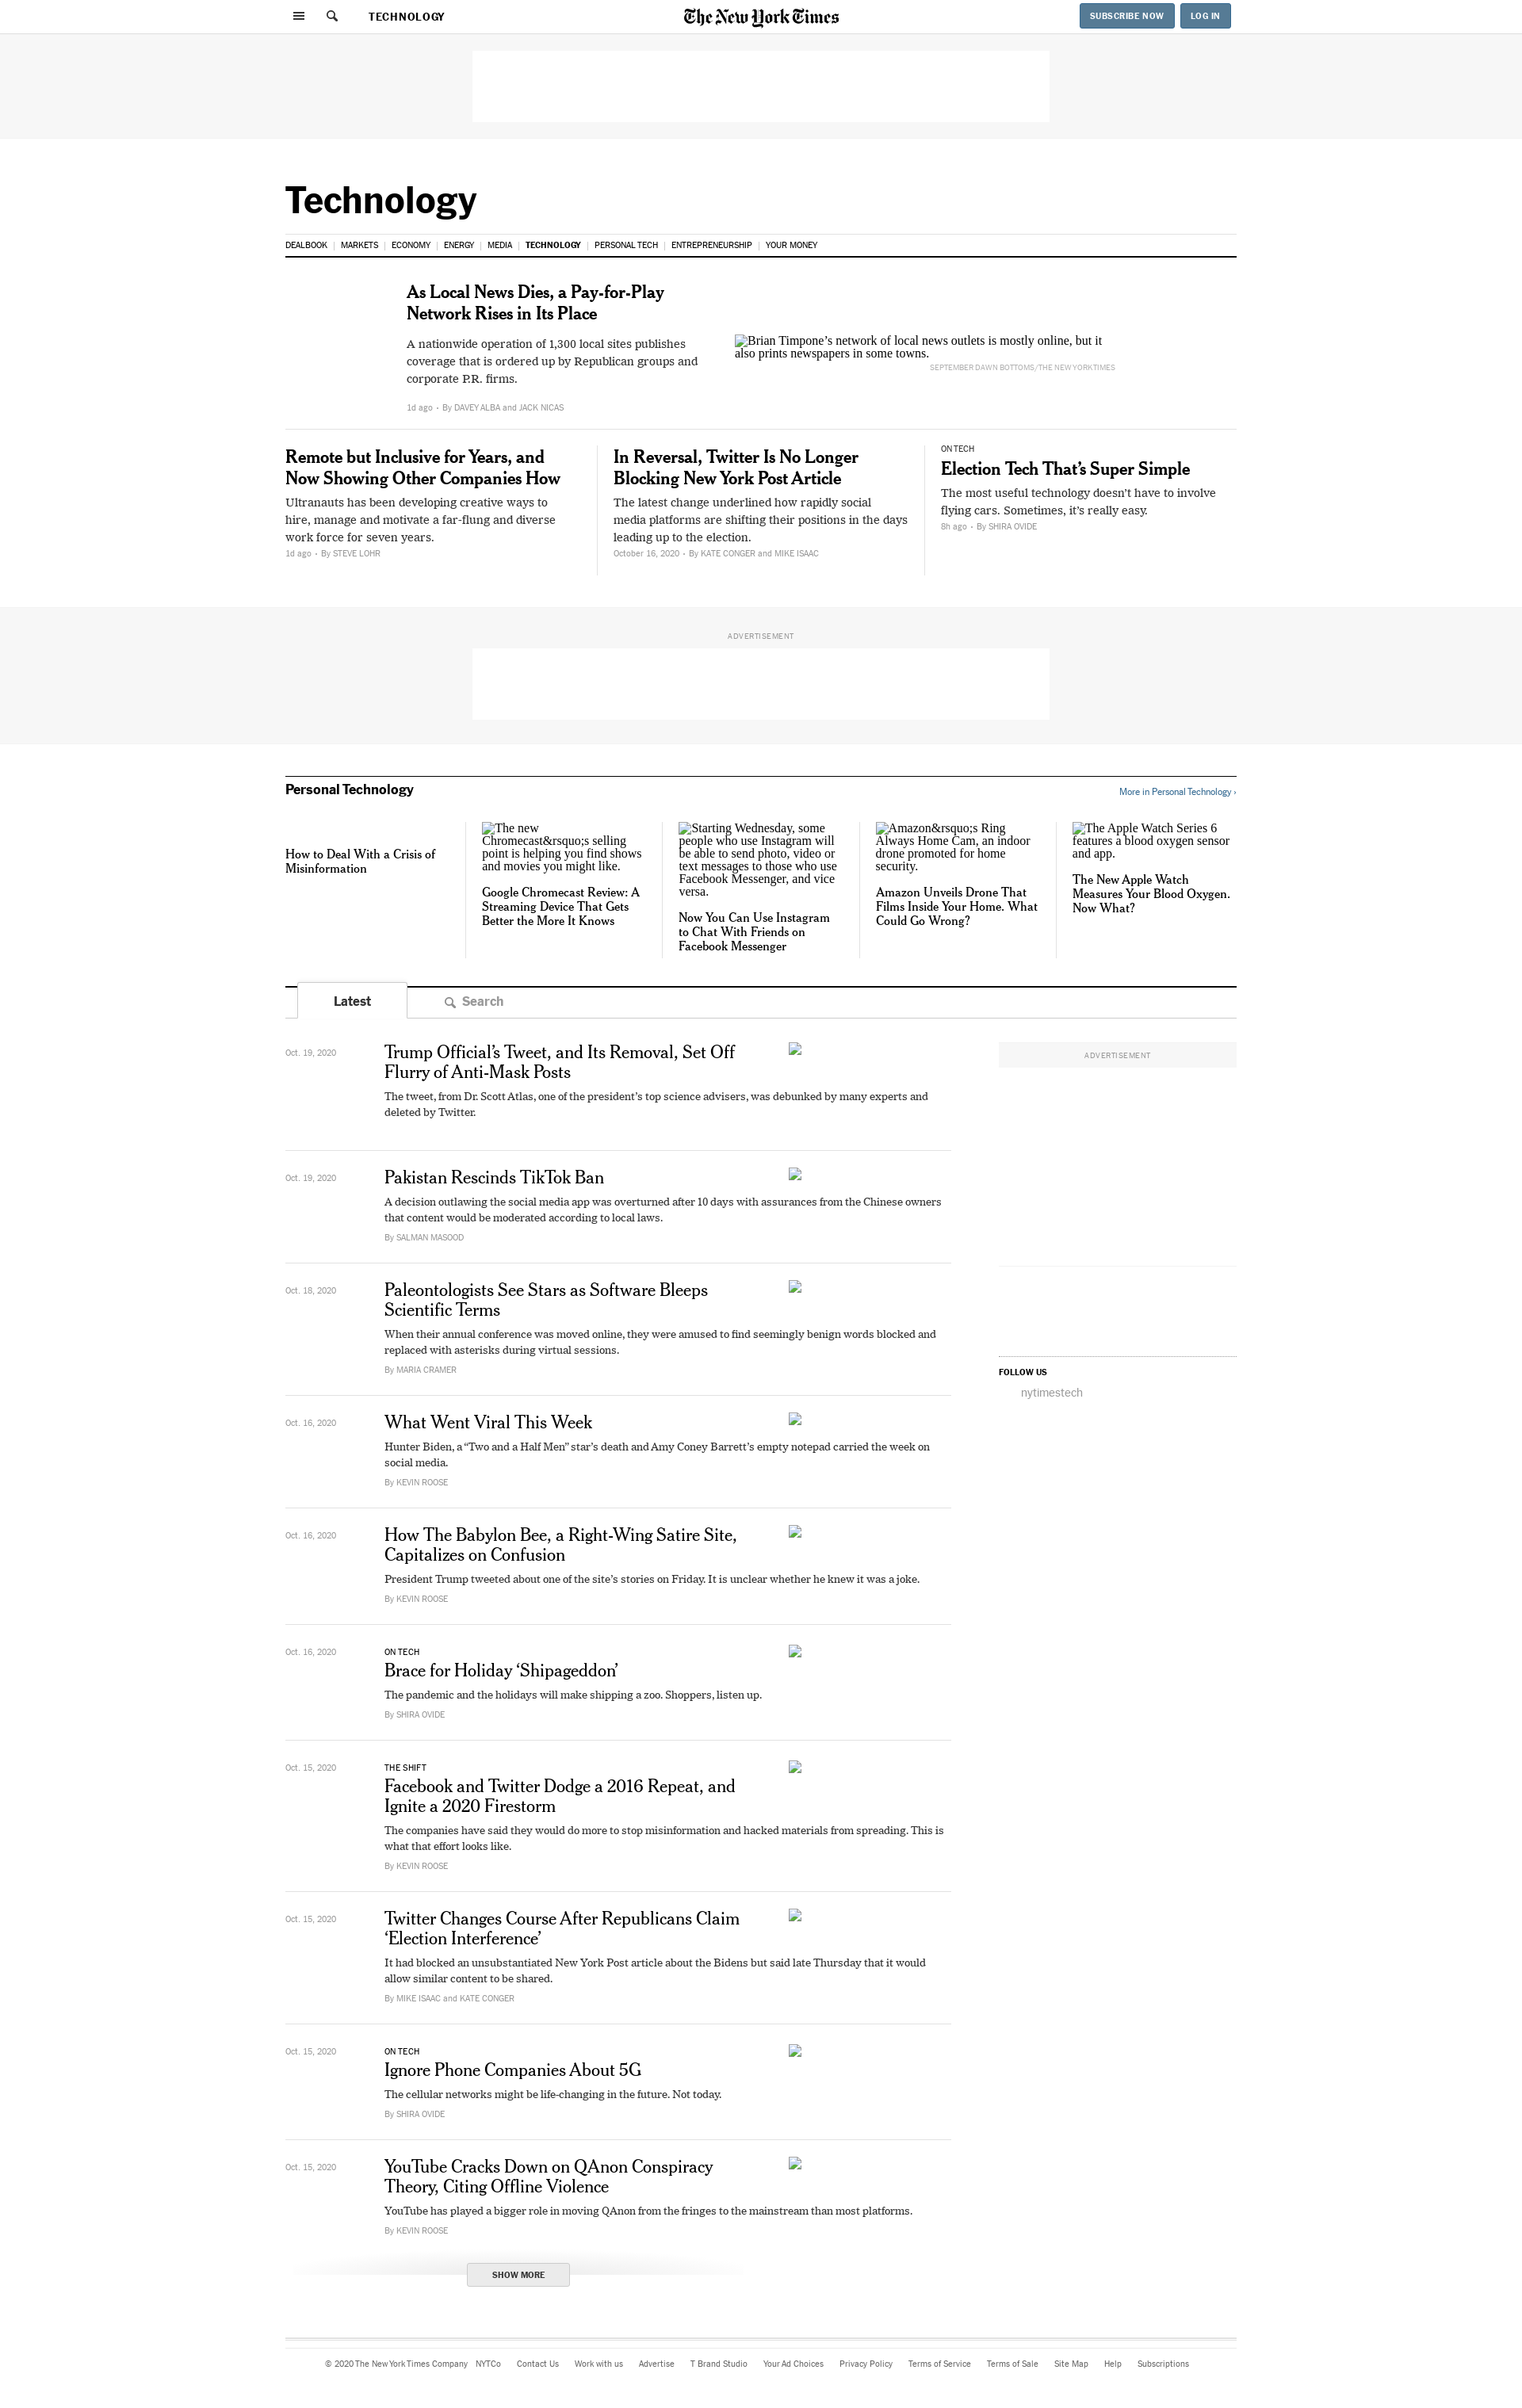 TECHNOLOGY
The New York Times
SUBSCRIBE NOW
LOG IN
Technology
DEALBOOK
MARKETS
ECONOMY
ENERGY
MEDIA
TECHNOLOGY
PERSONAL TECH
ENTREPRENEURSHIP
YOUR MONEY
As Local News Dies, a Pay-for-Play
Network Rises in Its Place
A nationwide operation of 1,300 local sites publishes
coverage that is ordered up by Republican groups and
corporate P.R. firms.
1d ago • By DAVEY ALBA and JACK NICAS
Brian Timpone’s network of local news outlets is mostly online, but it
also prints newspapers in some towns.
SEPTEMBER DAWN BOTTOMS/THE NEW YORK TIMES
Remote but Inclusive for Years, and
Now Showing Other Companies How
Ultranauts has been developing creative ways to
hire, manage and motivate a far-flung and diverse
work force for seven years.
1d ago • By STEVE LOHR
In Reversal, Twitter Is No Longer
Blocking New York Post Article
The latest change underlined how rapidly social
media platforms are shifting their positions in the days
leading up to the election.
October 16, 2020 • By KATE CONGER and MIKE ISAAC
ON TECH
Election Tech That’s Super Simple
The most useful technology doesn’t have to involve
flying cars. Sometimes, it’s really easy.
8h ago • By SHIRA OVIDE
ADVERTISEMENT
Personal Technology
More in Personal Technology ›
How to Deal With a Crisis of
Misinformation
The new
Chromecast&rsquo;s selling
point is helping you find shows
and movies you might like.
Google Chromecast Review: A
Streaming Device That Gets
Better the More It Knows
Starting Wednesday, some
people who use Instagram will
be able to send photo, video or
text messages to those who use
Facebook Messenger, and vice
versa.
Now You Can Use Instagram
to Chat With Friends on
Facebook Messenger
Amazon&rsquo;s Ring
Always Home Cam, an indoor
drone promoted for home
security.
Amazon Unveils Drone That
Films Inside Your Home. What
Could Go Wrong?
The Apple Watch Series 6
features a blood oxygen sensor
and app.
The New Apple Watch
Measures Your Blood Oxygen.
Now What?
Latest
Search
Oct. 19, 2020
Trump Official’s Tweet, and Its Removal, Set Off
Flurry of Anti-Mask Posts
The tweet, from Dr. Scott Atlas, one of the president’s top science advisers, was debunked by many experts and
deleted by Twitter.
ADVERTISEMENT
Oct. 19, 2020
Pakistan Rescinds TikTok Ban
A decision outlawing the social media app was overturned after 10 days with assurances from the Chinese owners
that content would be moderated according to local laws.
By SALMAN MASOOD
Oct. 18, 2020
Paleontologists See Stars as Software Bleeps
Scientific Terms
When their annual conference was moved online, they were amused to find seemingly benign words blocked and
replaced with asterisks during virtual sessions.
By MARIA CRAMER
FOLLOW US
nytimestech
Oct. 16, 2020
What Went Viral This Week
Hunter Biden, a “Two and a Half Men” star’s death and Amy Coney Barrett’s empty notepad carried the week on
social media.
By KEVIN ROOSE
Oct. 16, 2020
How The Babylon Bee, a Right-Wing Satire Site,
Capitalizes on Confusion
President Trump tweeted about one of the site’s stories on Friday. It is unclear whether he knew it was a joke.
By KEVIN ROOSE
Oct. 16, 2020
ON TECH
Brace for Holiday ‘Shipageddon’
The pandemic and the holidays will make shipping a zoo. Shoppers, listen up.
By SHIRA OVIDE
Oct. 15, 2020
THE SHIFT
Facebook and Twitter Dodge a 2016 Repeat, and
Ignite a 2020 Firestorm
The companies have said they would do more to stop misinformation and hacked materials from spreading. This is
what that effort looks like.
By KEVIN ROOSE
Oct. 15, 2020
Twitter Changes Course After Republicans Claim
‘Election Interference’
It had blocked an unsubstantiated New York Post article about the Bidens but said late Thursday that it would
allow similar content to be shared.
By MIKE ISAAC and KATE CONGER
Oct. 15, 2020
ON TECH
Ignore Phone Companies About 5G
The cellular networks might be life-changing in the future. Not today.
By SHIRA OVIDE
Oct. 15, 2020
YouTube Cracks Down on QAnon Conspiracy
Theory, Citing Offline Violence
YouTube has played a bigger role in moving QAnon from the fringes to the mainstream than most platforms.
By KEVIN ROOSE
SHOW MORE
© 2020 The New York Times Company
NYTCo
Contact Us
Work with us
Advertise
T Brand Studio
Your Ad Choices
Privacy Policy
Terms of Service
Terms of Sale
Site Map
Help
Subscriptions